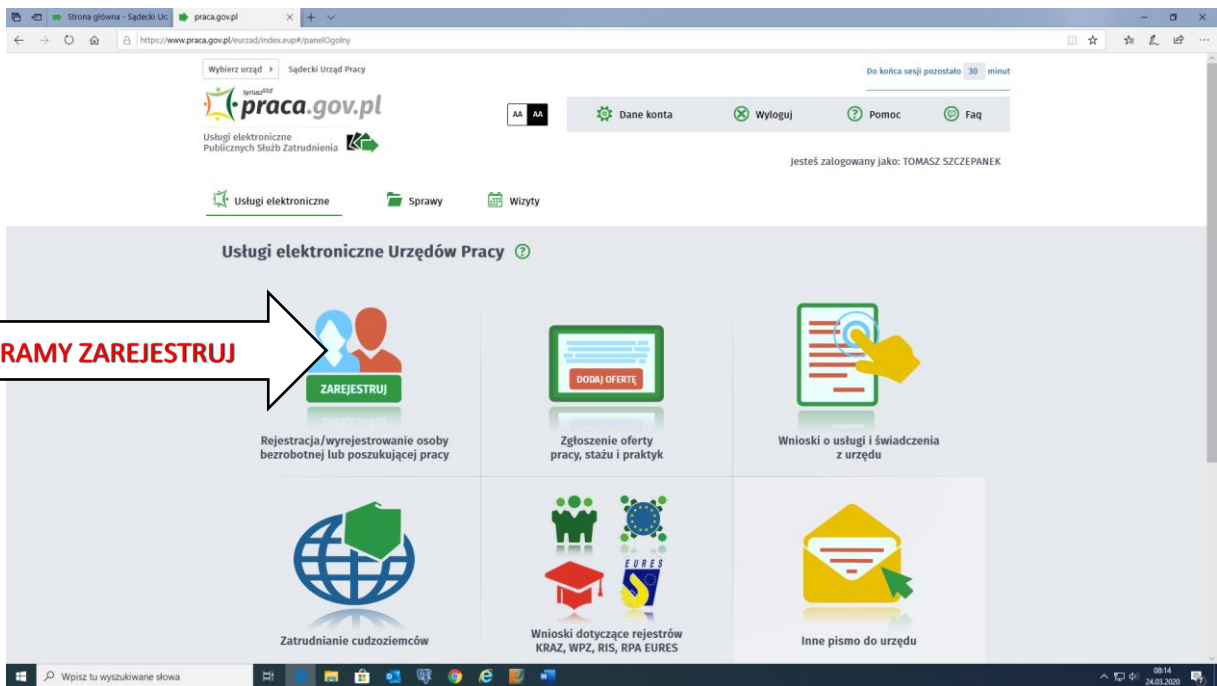 Strona główna - Sądecki Urz
praca.gov.pl
https://www.praca.gov.pl/eurzad/index.eup#/panelOgolny
Wybierz urząd
Sądecki Urząd Pracy
Do końca sesji pozostało 30 minut
syriuszStd
praca.gov.pl
AA AA
Dane konta
Wyloguj
Pomoc
Faq
Usługi elektroniczne
Publicznych Służb Zatrudnienia
Jesteś zalogowany jako: TOMASZ SZCZEPANEK
Usługi elektroniczne
Sprawy
Wizyty
Usługi elektroniczne Urzędów Pracy
RAMY ZAREJESTRUJ
ZAREJESTRUJ
Rejestracja/wyrejestrowanie osoby
bezrobotnej lub poszukującej pracy
DODAJ OFERTĘ
Zgłoszenie oferty
pracy, stażu i praktyk
Wnioski o usługi i świadczenia
z urzędu
Zatrudnianie cudzoziemców
EURES
Wnioski dotyczące rejestrów
KRAZ, WPZ, RIS, RPA EURES
Inne pismo do urzędu
Wpisz tu wyszukiwane słowa
08:14
24.03.2020